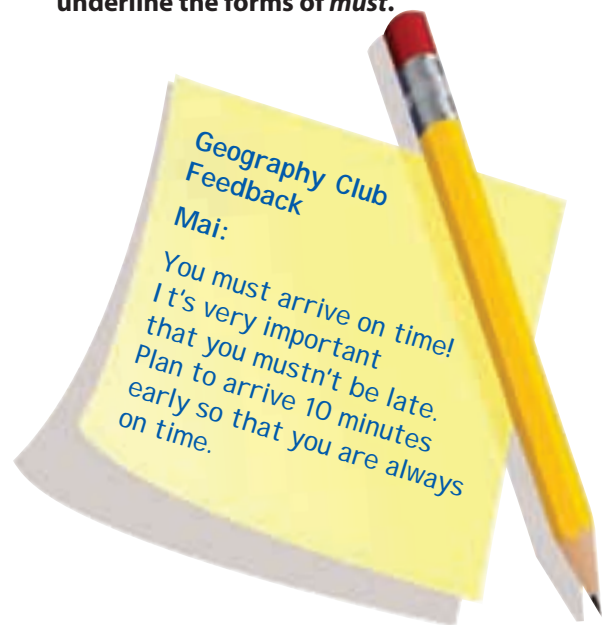 underline the forms of must.
Geography Club
Feedback
Mai:
You must arrive on time!
It's very important
that you mustn't be late.
Plan to arrive 10 minutes
early so that you are always
on time.